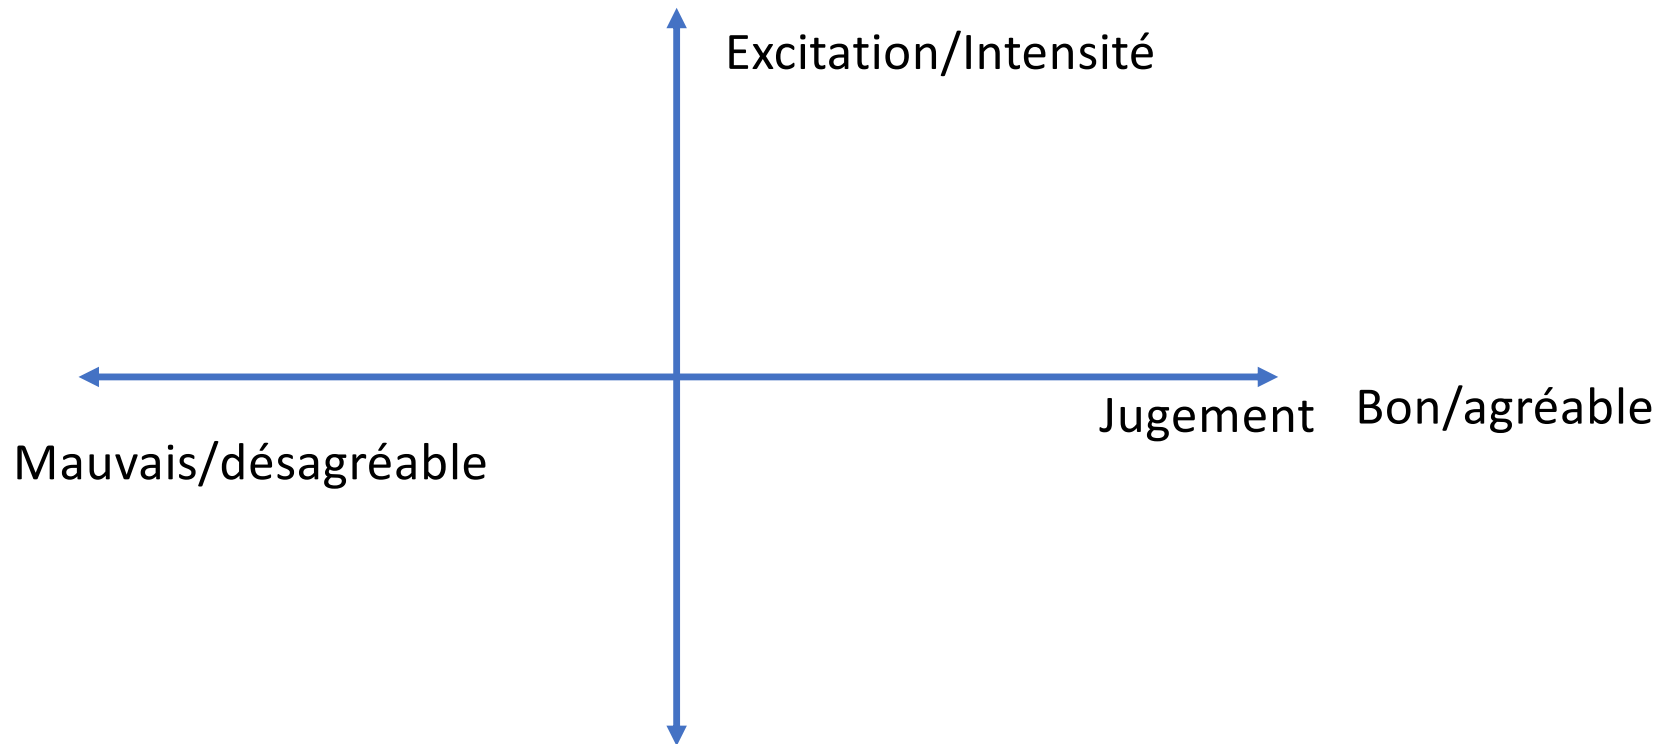 Excitation/Intensité
Jugement
Bon/agréable
Mauvais/désagréable